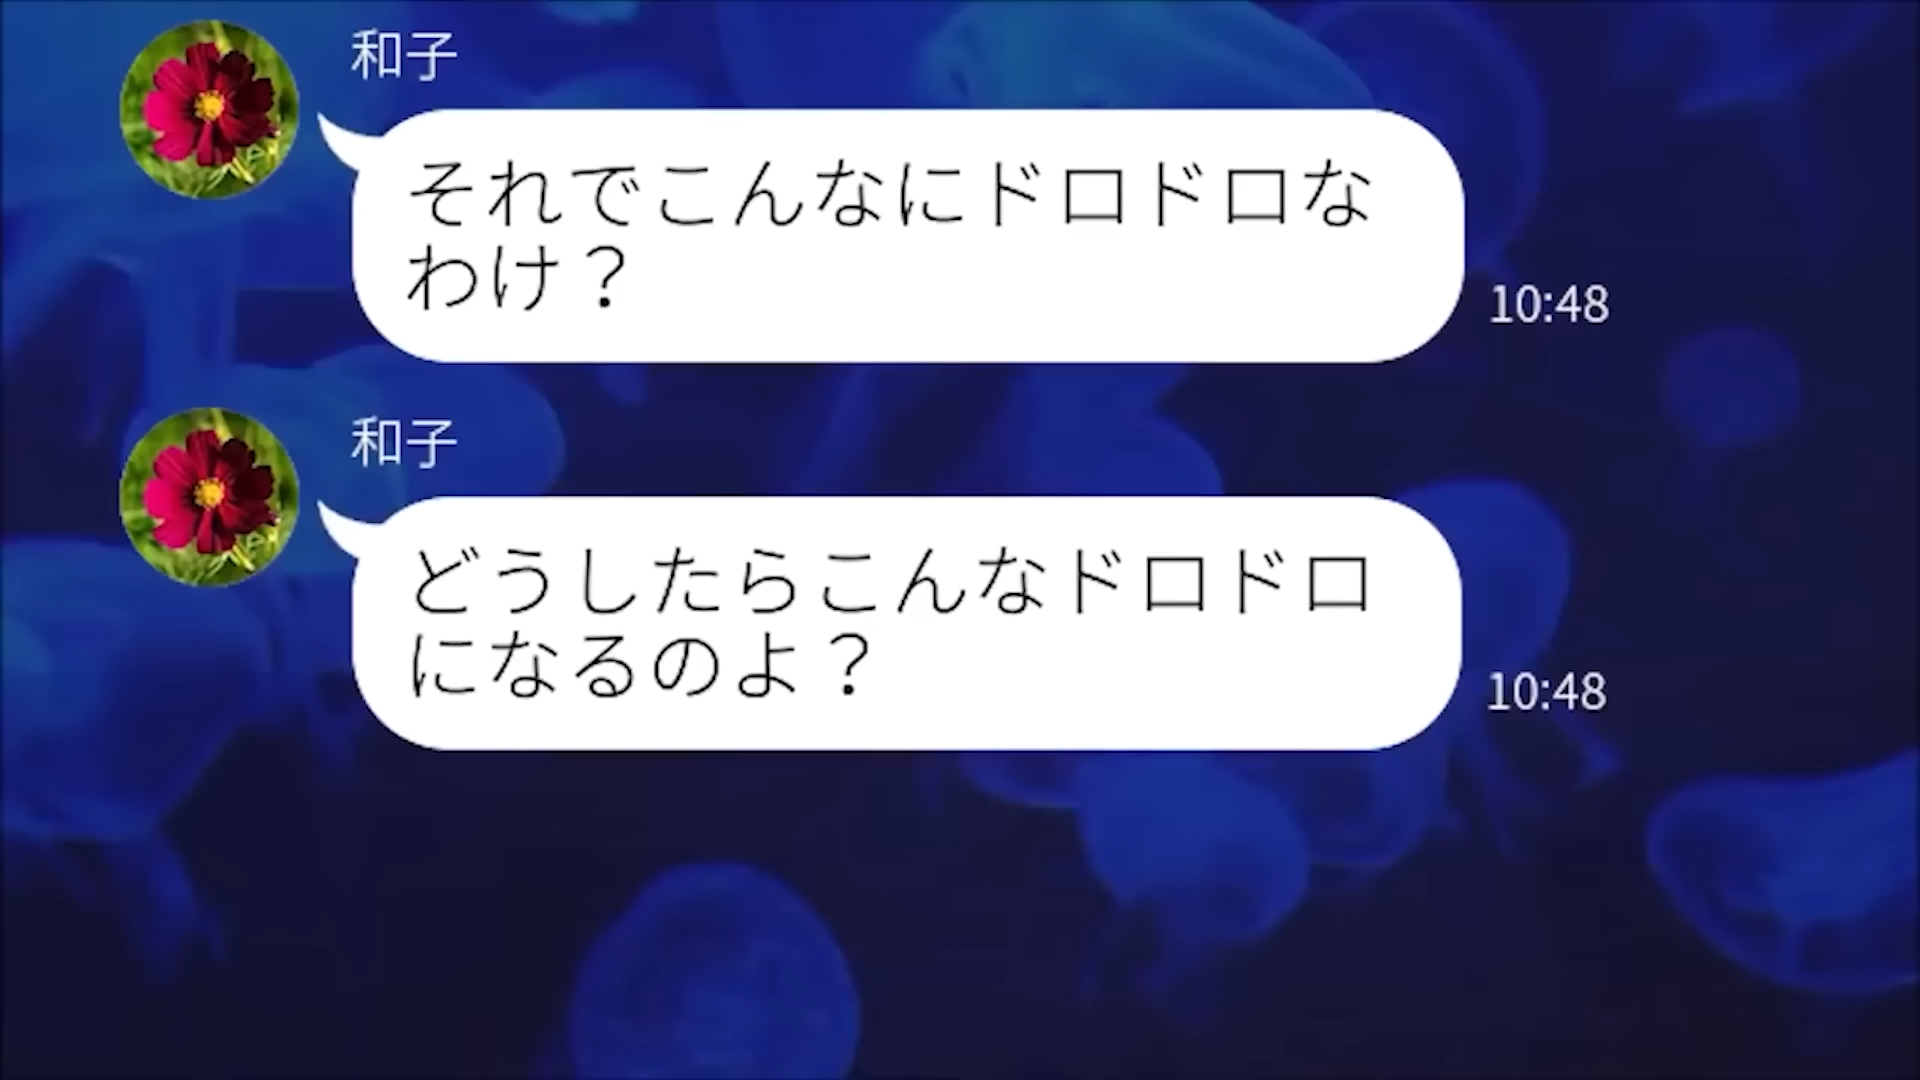 和子
それでこんなにドロドロな
わけ？
10:48
和子
どうしたらこんなドロドロ
になるのよ？
10:48